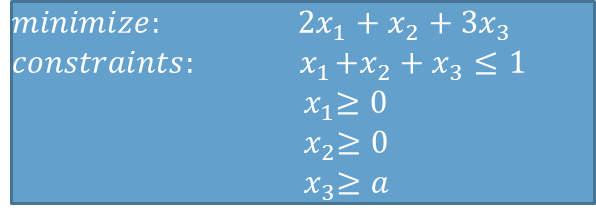 minimize: 2x₁ + x₂ + 3x₃
constraints: x₁+x₂ + x₃ ≤ 1
x₁≥ 0
x₂≥ 0
x₃≥ a